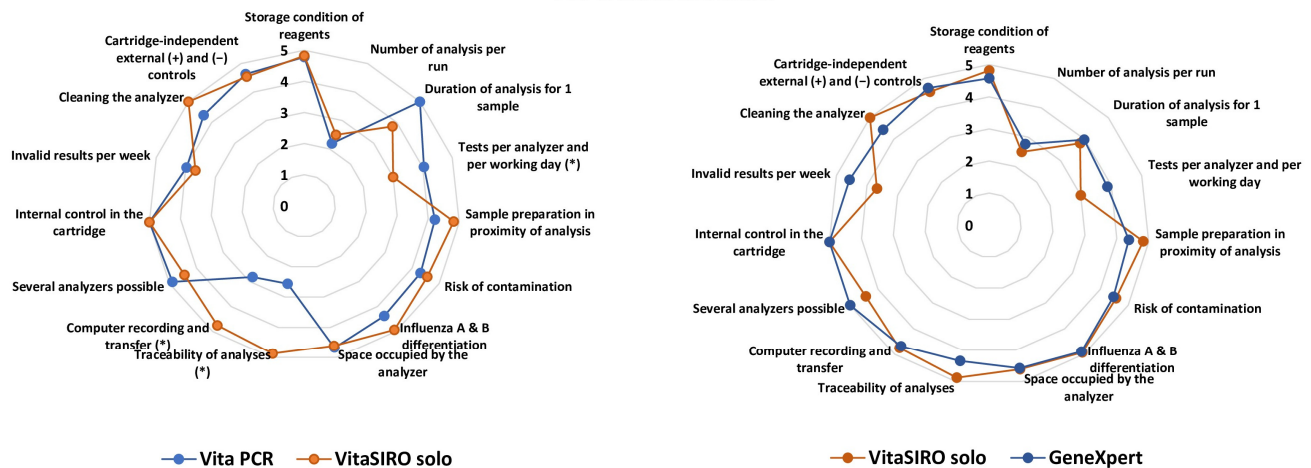 Storage condition of
reagents
Number of analysis per
run
Duration of analysis for 1
sample
Tests per analyzer and
per working day (*)
Sample preparation in
proximity of analysis
Risk of contamination
Influenza A & B
differentiation
Space occupied by the
analyzer
Traceability of analyses
(*)
Computer recording and
transfer (*)
Several analyzers possible
Internal control in the
cartridge
Invalid results per week
Cleaning the analyzer
Cartridge-independent
external (+) and (−)
controls
5
4
3
2
1
0
Vita PCR
VitaSIRO solo
Storage condition of
reagents
Number of analysis per run
Duration of analysis for 1
sample
Tests per analyzer and per
working day
Sample preparation in
proximity of analysis
Risk of contamination
Influenza A & B
differentiation
Space occupied by the
analyzer
Traceability of analyses
Computer recording and
transfer
Several analyzers possible
Internal control in the
cartridge
Invalid results per week
Cleaning the analyzer
Cartridge-independent
external (+) and (−) controls
5
4
3
2
1
0
VitaSIRO solo
GeneXpert